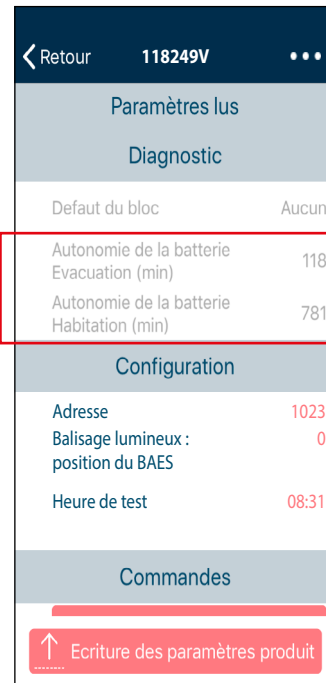 Retour 118249V
Paramètres lus
Diagnostic
Defaut du bloc Aucun
Autonomie de la batterie
Evacuation (min) 118
Autonomie de la batterie
Habitation (min) 781
Configuration
Adresse 1023
Balisage lumineux : 0
position du BAES
Heure de test 08:31
Commandes
Ecriture des paramètres produit